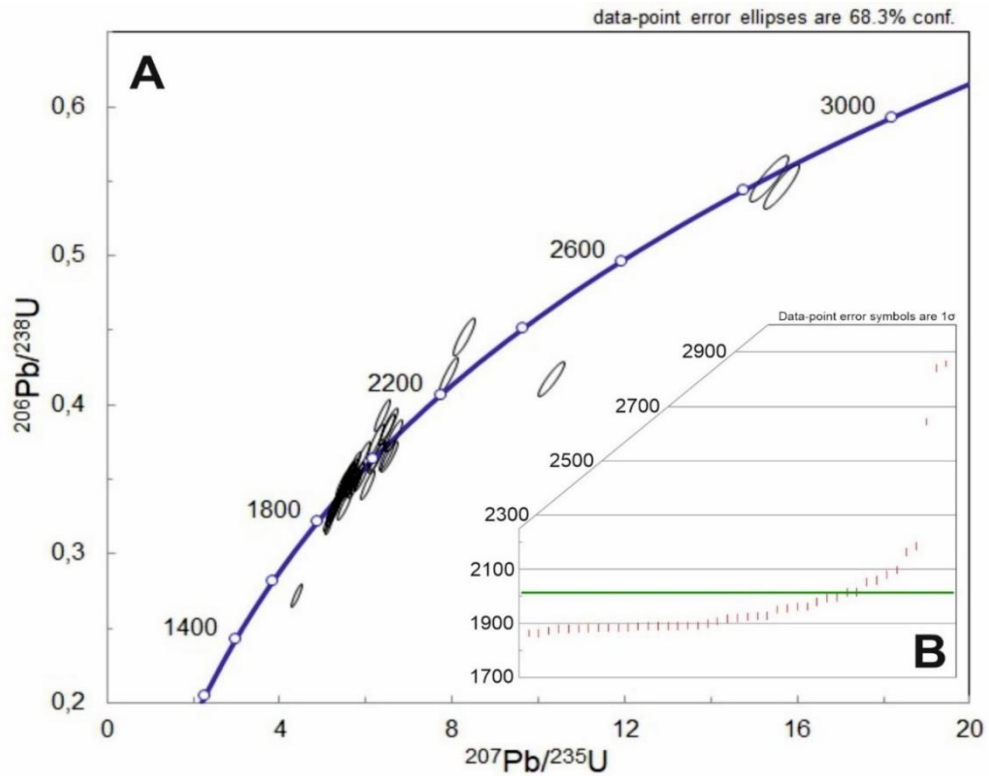 data-point error ellipses are 68.3% conf.
A
0,6
0,5
0,4
0,3
0,2
206Pb/238U
3000
2600
2200
1800
1400
Data-point error symbols are 1σ
2900
2700
2500
2300
2100
1900
1700
B
0 4 8 12 16 20
207Pb/235U